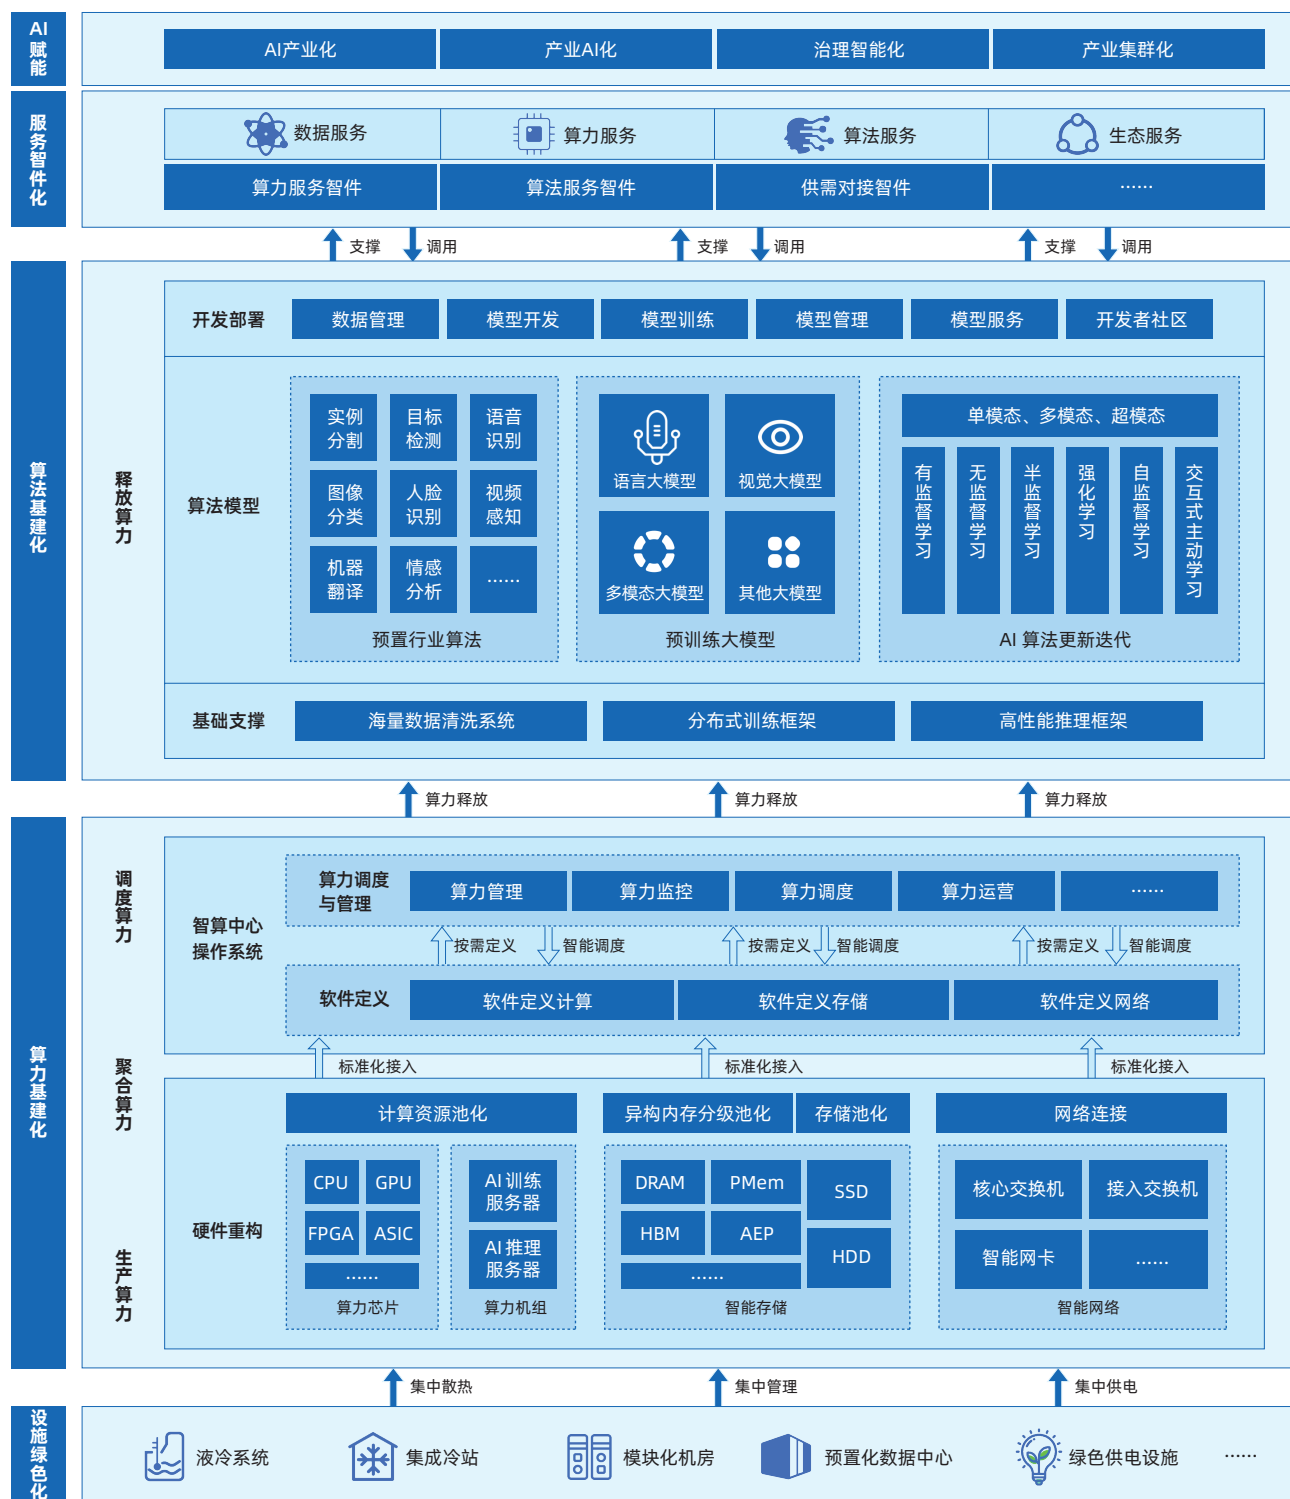 AI
赋
能
AI产业化
产业AI化
治理智能化
产业集群化
服务智件化
数据服务
算力服务
算法服务
生态服务
算力服务智件
算法服务智件
供需对接智件
······
支撑
调用
支撑
调用
支撑
调用
算法基建化
释放算力
开发部署
数据管理
模型开发
模型训练
模型管理
模型服务
开发者社区
算法模型
实例
分割
目标
检测
语音
识别
图像
分类
人脸
识别
视频
感知
机器
翻译
情感
分析
······
预置行业算法
语言大模型
视觉大模型
多模态大模型
其他大模型
预训练大模型
单模态、多模态、超模态
有监督学习
无监督学习
半监督学习
强化学习
自监督学习
交互式主动学习
AI 算法更新迭代
基础支撑
海量数据清洗系统
分布式训练框架
高性能推理框架
算力释放
算力释放
算力释放
算力基建化
调度算力
聚合算力
生产算力
智算中心
操作系统
算力调度
与管理
算力管理
算力监控
算力调度
算力运营
······
按需定义
智能调度
按需定义
智能调度
按需定义
智能调度
软件定义
软件定义计算
软件定义存储
软件定义网络
标准化接入
标准化接入
标准化接入
硬件重构
计算资源池化
异构内存分级池化
存储池化
网络连接
CPU
GPU
FPGA
ASIC
······
算力芯片
AI 训练
服务器
AI 推理
服务器
算力机组
DRAM
PMem
SSD
HBM
AEP
HDD
······
智能存储
核心交换机
接入交换机
智能网卡
······
智能网络
集中散热
集中管理
集中供电
设施绿色化
液冷系统
集成冷站
模块化机房
预置化数据中心
绿色供电设施
······